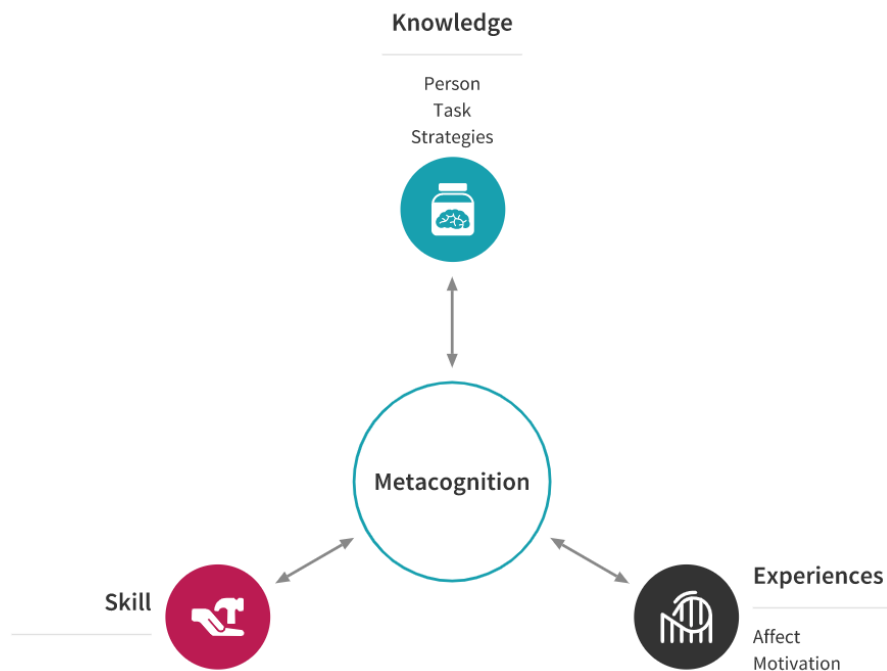 Knowledge
Person
Task
Strategies
Metacognition
Skill
Experiences
Affect
Motivation